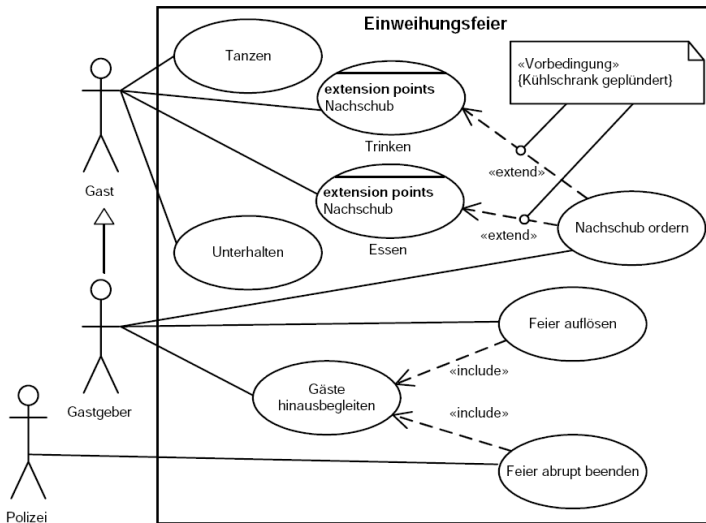 Einweihungsfeier
Tanzen
«Vorbedingung»
{Kühlschrank geplündert}
extension points
Nachschub
Trinken
«extend»
Gast
extension points
Nachschub
Essen
«extend»
Nachschub ordern
Unterhalten
Feier auflösen
«include»
Gäste
hinausbegleiten
Gastgeber
«include»
Feier abrupt beenden
Polizei